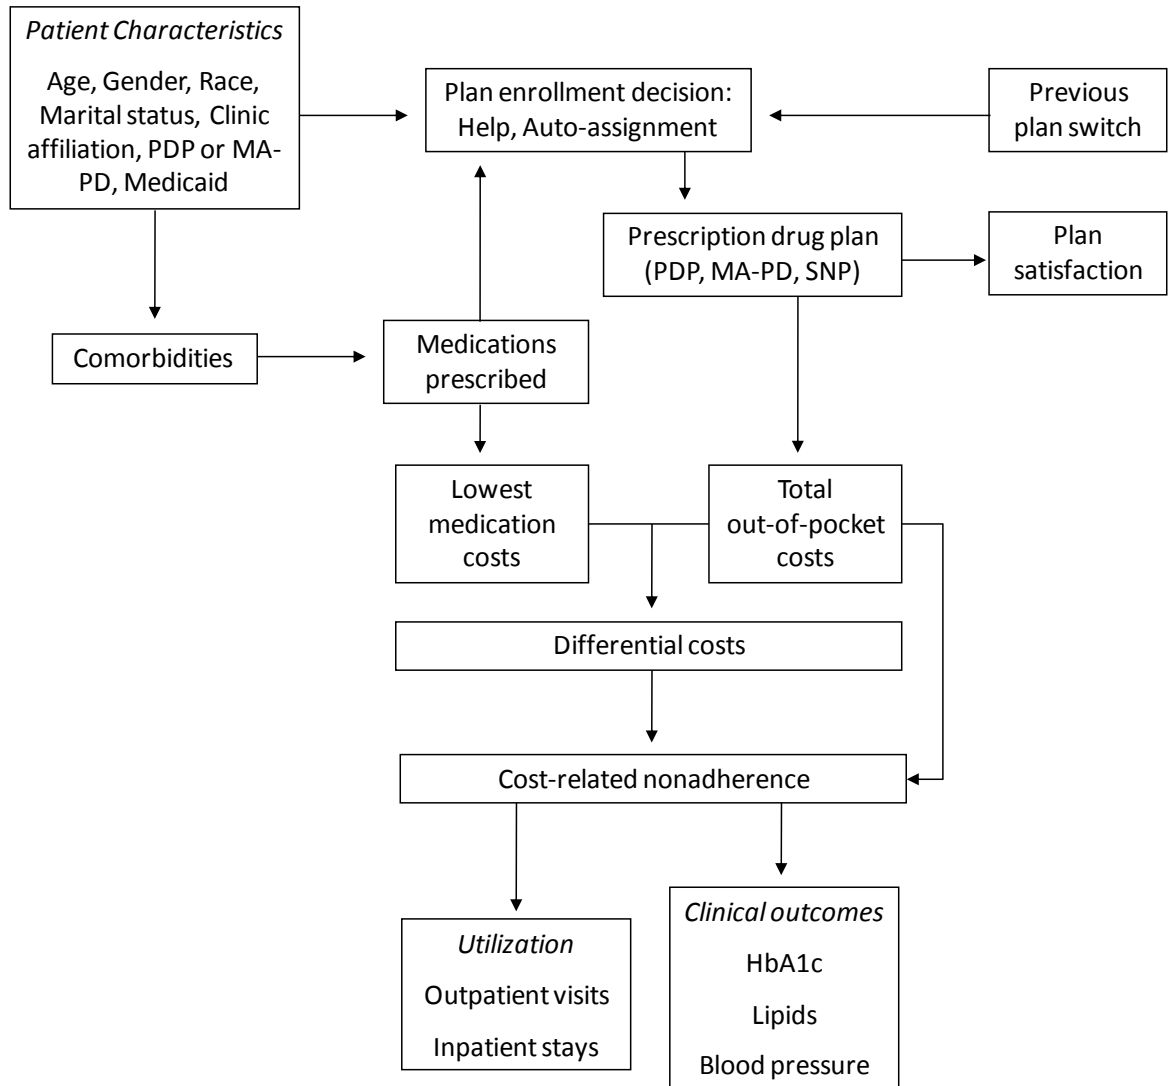 Patient Characteristics
Age, Gender, Race,
Marital status, Clinic
affiliation, PDP or MA-
PD, Medicaid
Plan enrollment decision:
Help, Auto-assignment
Previous
plan switch
Prescription drug plan
(PDP, MA-PD, SNP)
Plan
satisfaction
Comorbidities
Medications
prescribed
Lowest
medication
costs
Total
out-of-pocket
costs
Differential costs
Cost-related nonadherence
Utilization
Outpatient visits
Inpatient stays
Clinical outcomes
HbA1c
Lipids
Blood pressure